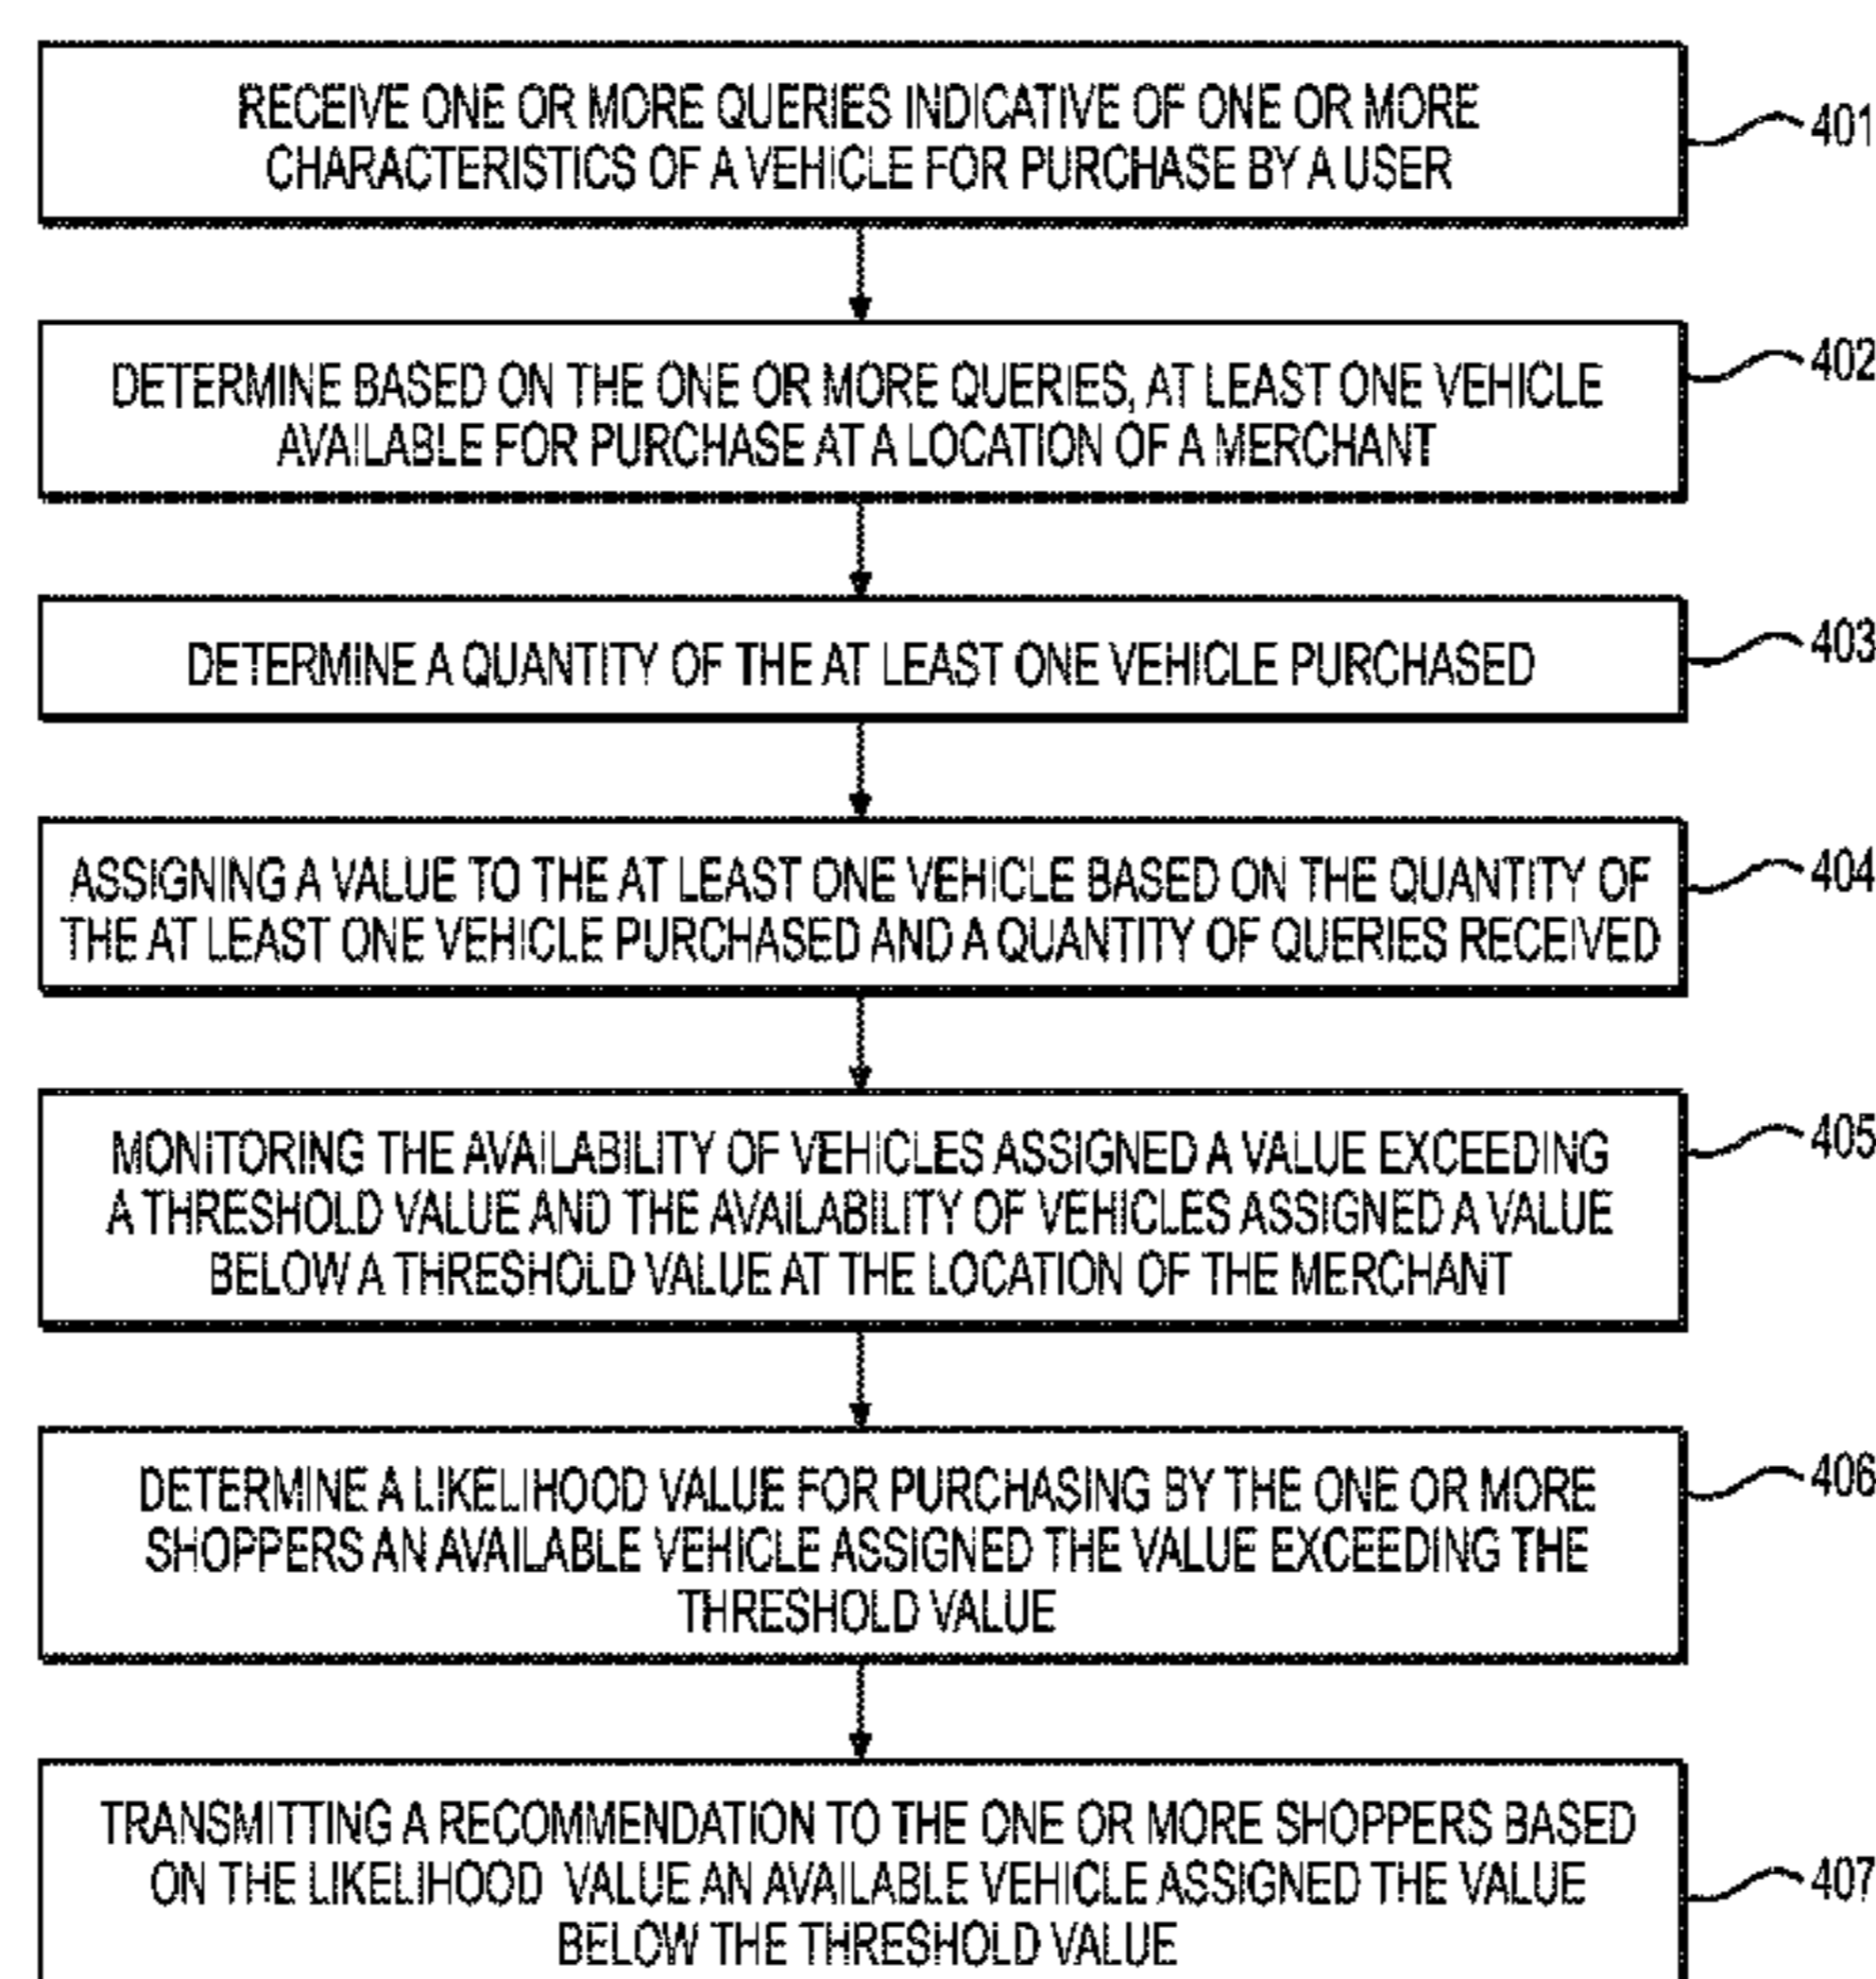 RECEIVE ONE OR MORE QUERIES INDICATIVE OF ONE OR MORE
CHARACTERISTICS OF A VEHICLE FOR PURCHASE BY A USER
401
DETERMINE BASED ON THE ONE OR MORE QUERIES, AT LEAST ONE VEHICLE
AVAILABLE FOR PURCHASE AT A LOCATION OF A MERCHANT
402
DETERMINE A QUANTITY OF THE AT LEAST ONE VEHICLE PURCHASED
403
ASSIGNING A VALUE TO THE AT LEAST ONE VEHICLE BASED ON THE QUANTITY OF
THE AT LEAST ONE VEHICLE PURCHASED AND A QUANTITY OF QUERIES RECEIVED
404
MONITORING THE AVAILABILITY OF VEHICLES ASSIGNED A VALUE EXCEEDING
A THRESHOLD VALUE AND THE AVAILABILITY OF VEHICLES ASSIGNED A VALUE
BELOW A THRESHOLD VALUE AT THE LOCATION OF THE MERCHANT
405
DETERMINE A LIKELIHOOD VALUE FOR PURCHASING BY THE ONE OR MORE
SHOPPERS AN AVAILABLE VEHICLE ASSIGNED THE VALUE EXCEEDING THE
THRESHOLD VALUE
406
TRANSMITTING A RECOMMENDATION TO THE ONE OR MORE SHOPPERS BASED
ON THE LIKELIHOOD VALUE AN AVAILABLE VEHICLE ASSIGNED THE VALUE
BELOW THE THRESHOLD VALUE
407